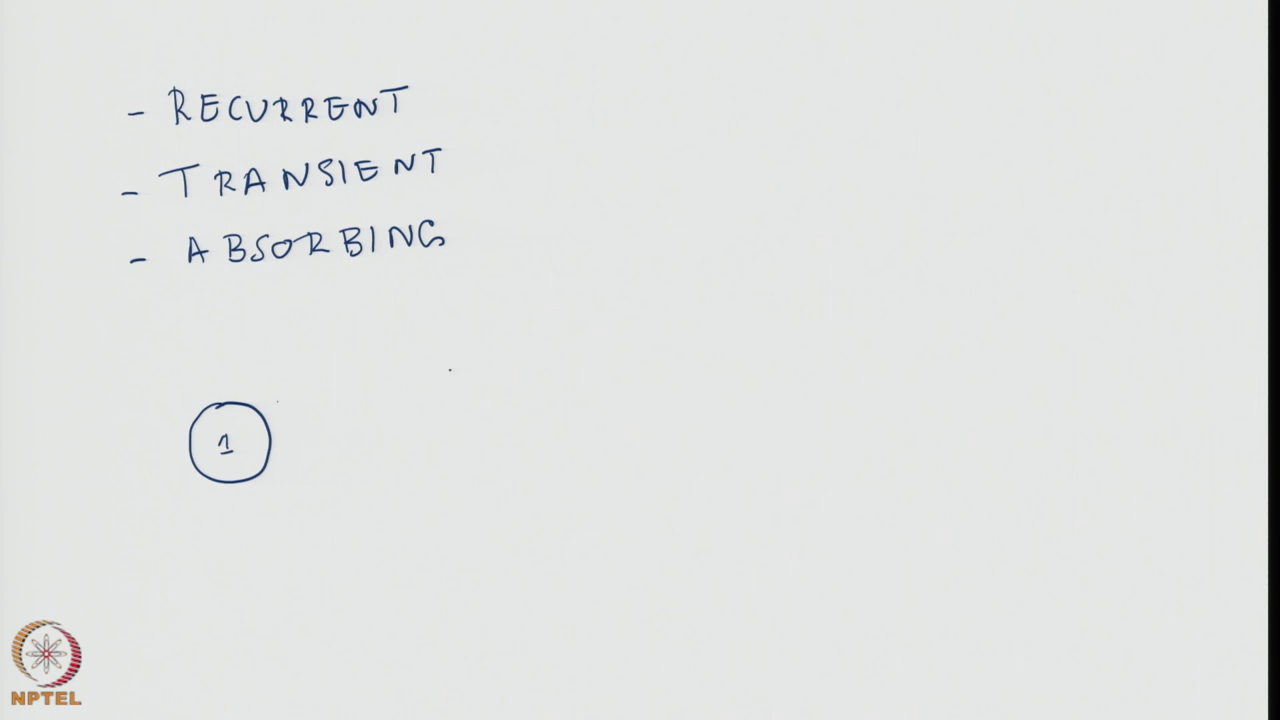 - RECURRENT
- TRANSIENT
- ABSORBING
1
NPTEL